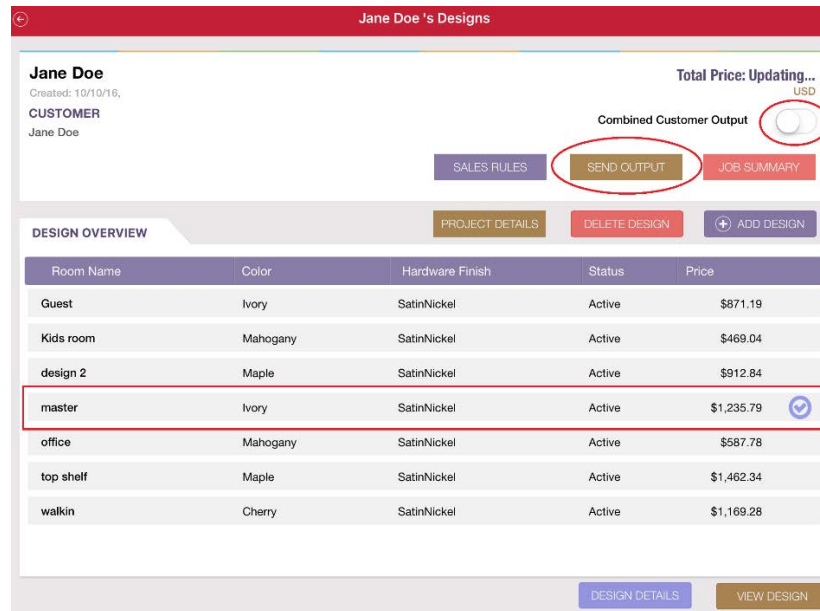 Jane Doe 's Designs
Jane Doe
Total Price: Updating...
Created: 10/10/16,
USD
CUSTOMER
Combined Customer Output
Jane Doe
SALES RULES SEND OUTPUT JOB SUMMARY
DESIGN OVERVIEW PROJECT DETAILS DELETE DESIGN ADD DESIGN
Room Name Color Hardware Finish Status Price
Guest Ivory SatinNickel Active $871.19
Kids room Mahogany SatinNickel Active $469.04
design 2 Maple SatinNickel Active $912.84
master Ivory SatinNickel Active $1,235.79
office Mahogany SatinNickel Active $587.78
top shelf Maple SatinNickel Active $1,462.34
walkin Cherry SatinNickel Active $1,169.28
DESIGN DETAILS VIEW DESIGN